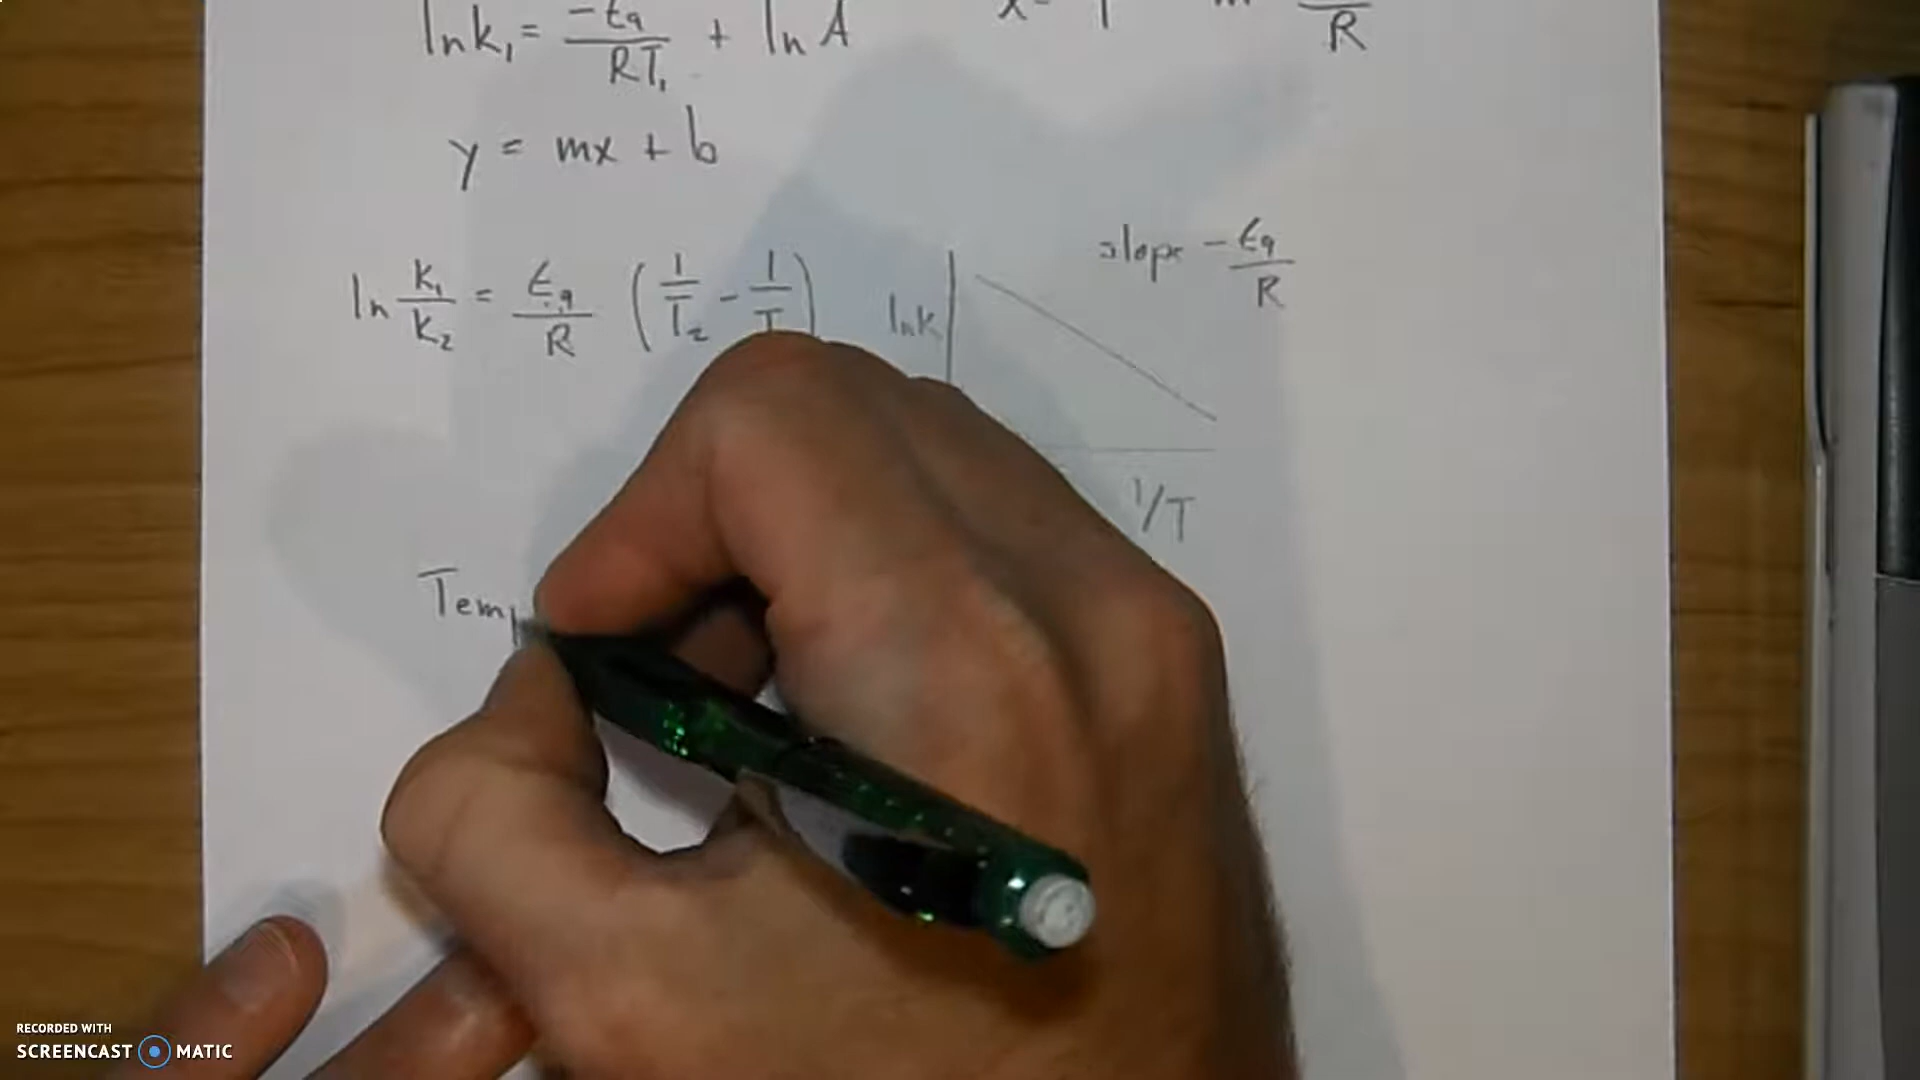 ln k₁ = -Ea/RT₁ + ln A
R
y = mx + b
slope -Ea/R
ln k₁/k₂ = Ea/R (1/T₂ - 1/T)
ln k
1/T
Temp
RECORDED WITH
SCREENCAST MATIC